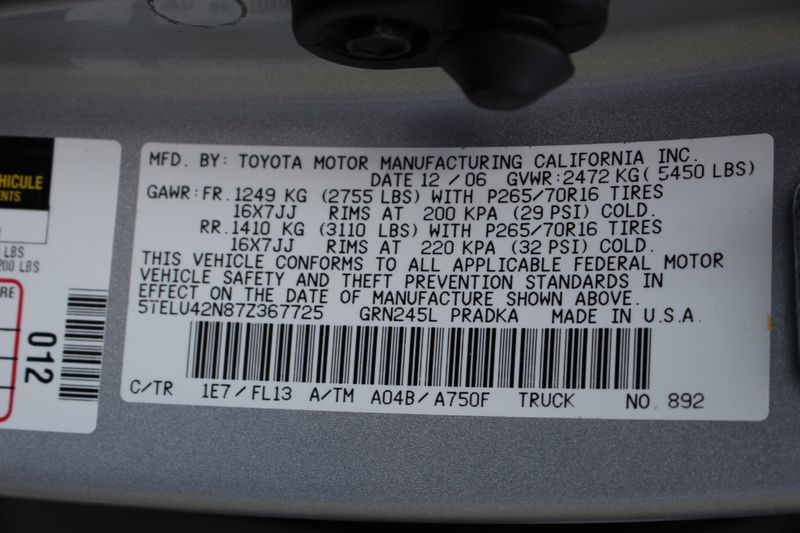 MFD. BY: TOYOTA MOTOR MANUFACTURING CALIFORNIA INC.
DATE 12/06 GVWR:2472 KG(5450 LBS)
GAWR:FR.1249 KG (2755 LBS) WITH P265/70R16 TIRES
16X7JJ RIMS AT 200 KPA (29 PSI) COLD.
RR.1410 KG (3110 LBS) WITH P265/70R16 TIRES
16X7JJ RIMS AT 220 KPA (32 PSI) COLD.
THIS VEHICLE CONFORMS TO ALL APPLICABLE FEDERAL MOTOR
VEHICLE SAFETY AND THEFT PREVENTION STANDARDS IN
EFFECT ON THE DATE OF MANUFACTURE SHOWN ABOVE.
5TELU42N87Z367725 GRN245L PRADKA MADE IN U.S.A.
C/TR 1E7/FL13 A/TM A04B/A750F TRUCK NO.892
HICULE
ENTS
LBS
200 LBS
RE
012